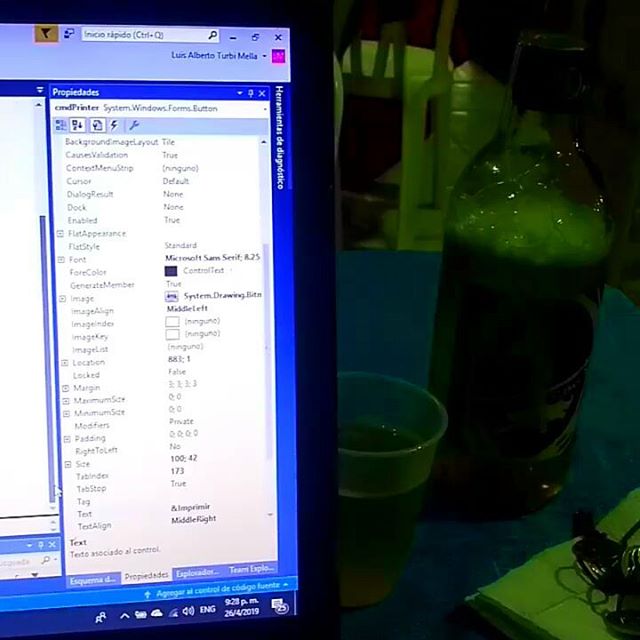 Inicio rápido (Ctrl+Q)
Luis Alberto Turbi Mella
Propiedades
cmdPrinter System.Windows.Forms.Button
Herramientas de diagnóstico
BackgroundImageLayout Tile
CausesValidation True
ContextMenuStrip (ninguno)
Cursor Default
DialogResult None
Dock None
Enabled True
FlatAppearance
FlatStyle Standard
Font Microsoft Sans Serif; 8.25
ForeColor ControlText
GenerateMember True
Image System.Drawing.Bitm
ImageAlign MiddleLeft
ImageIndex (ninguno)
ImageKey (ninguno)
ImageList (ninguno)
Location 883; 1
Locked False
Margin 3; 3; 3; 3
MaximumSize 0; 0
MinimumSize 0; 0
Modifiers Private
Padding 0; 0; 0; 0
RightToLeft No
Size 100; 42
TabIndex 173
TabStop True
Tag
Text &Imprimir
TextAlign MiddleRight
Text
Texto asociado al control.
Esquema d... Propiedades Explorador... Team Explo...
Agregar al control de código fuente
ENG
9:28 p. m.
26/4/2019